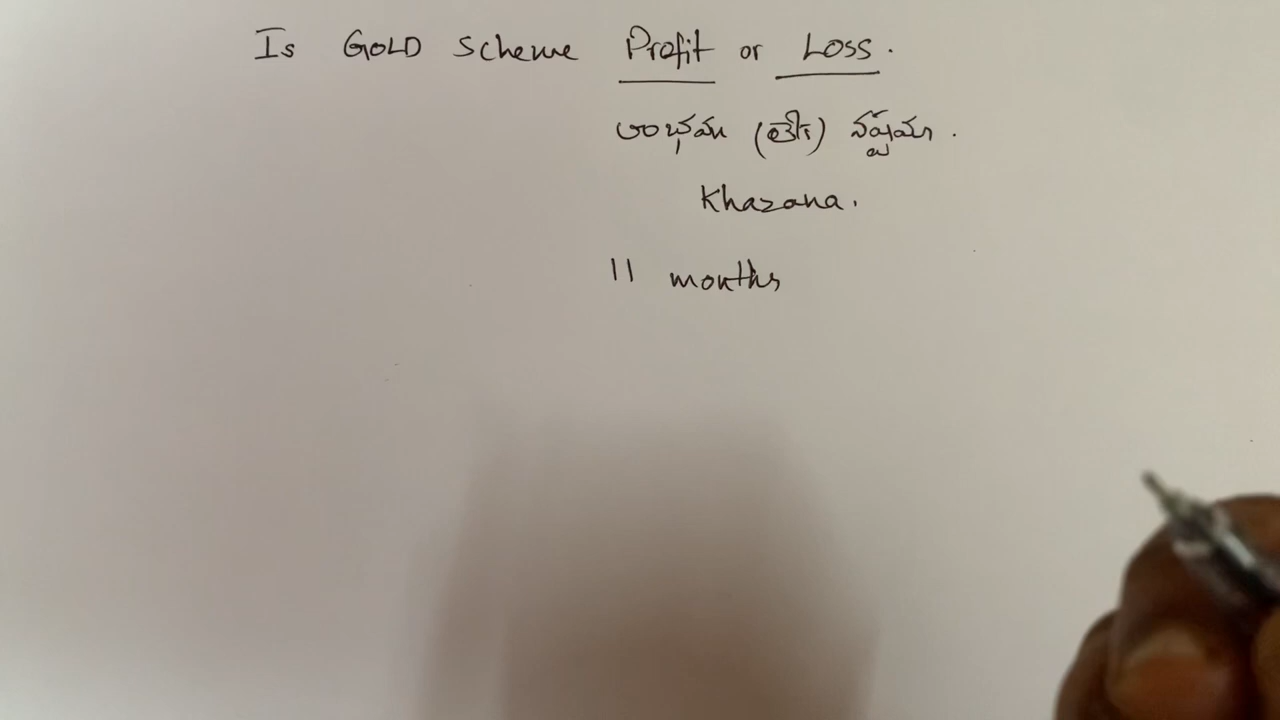 Is GOLD Scheme Profit or Loss.
లాభమా (లేక) నష్టమా.
Khazana.
11 months